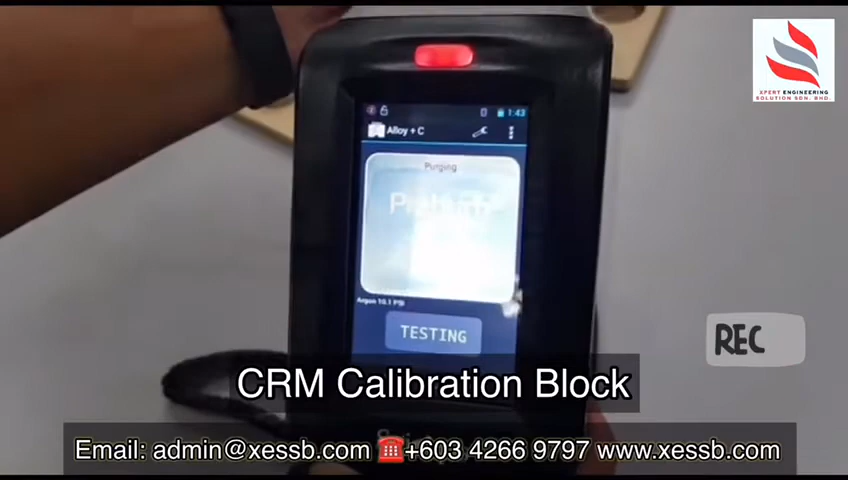 XPERT ENGINEERING
SOLUTION SDN. BHD.
1:43
Alloy + C
Purging
Argon 10.1 PSI
TESTING
REC
CRM Calibration Block
Email: admin@xessb.com ☎️+603 4266 9797 www.xessb.com